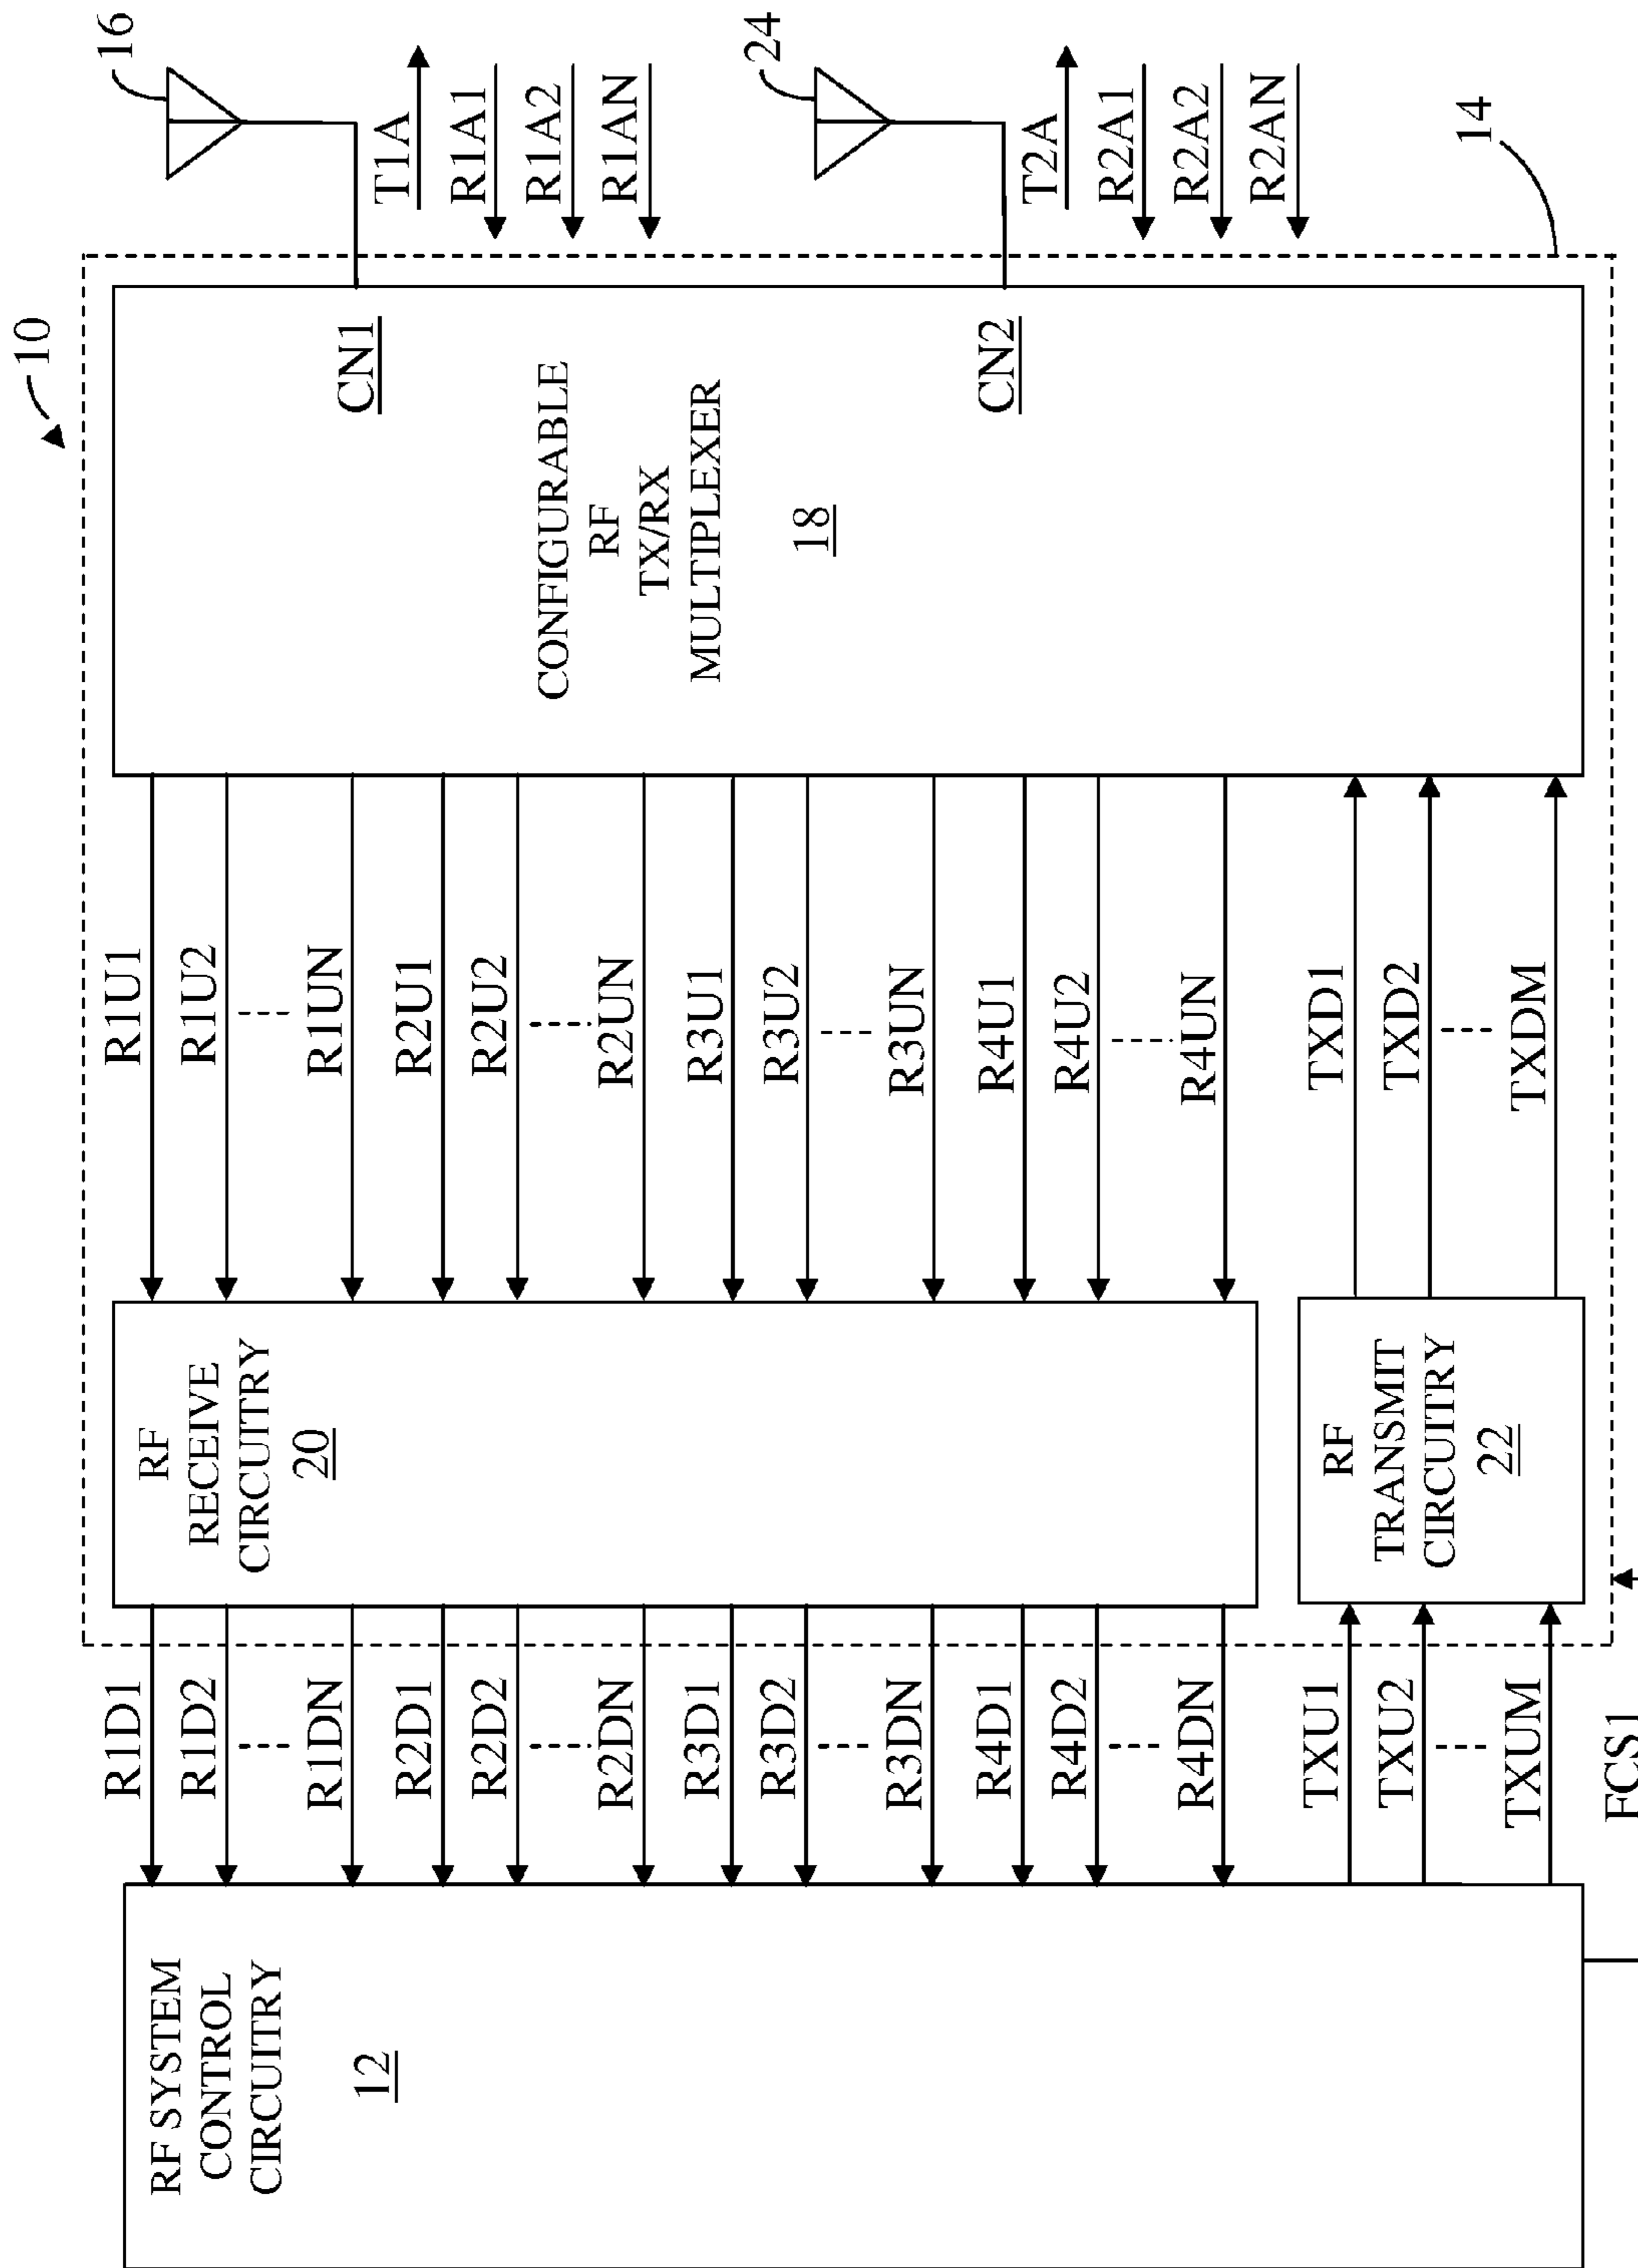 10
RF SYSTEM
CONTROL
CIRCUITRY
12
R1D1
R1D2
R1DN
R2D1
R2D2
R2DN
R3D1
R3D2
R3DN
R4D1
R4D2
R4DN
TXU1
TXU2
TXUM
FCS1
RF
RECEIVE
CIRCUITRY
20
RF
TRANSMIT
CIRCUITRY
22
R1U1
R1U2
R1UN
R2U1
R2U2
R2UN
R3U1
R3U2
R3UN
R4U1
R4U2
R4UN
TXD1
TXD2
TXDM
CONFIGURABLE
RF
TX/RX
MULTIPLEXER
18
CN1
CN2
16
T1A
R1A1
R1A2
R1AN
24
T2A
R2A1
R2A2
R2AN
14